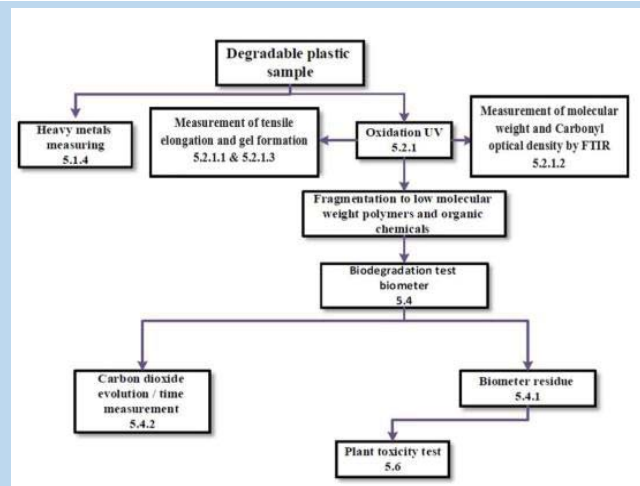 Degradable plastic
sample
Heavy metals
measuring
5.1.4
Measurement of tensile
elongation and gel formation
5.2.1.1 & 5.2.1.3
Oxidation UV
5.2.1
Measurement of molecular
weight and Carbonyl
optical density by FTIR
5.2.1.2
Fragmentation to low molecular
weight polymers and organic
chemicals
Biodegradation test
biometer
5.4
Carbon dioxide
evolution / time
measurement
5.4.2
Biometer residue
5.4.1
Plant toxicity test
5.6